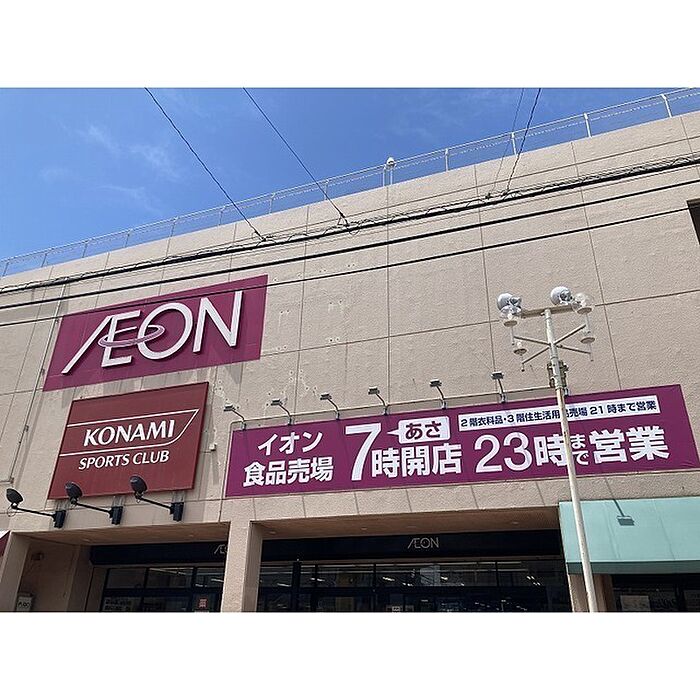 ÆON
KONAMI
SPORTS CLUB
イオン
食品売場
あさ
7時開店
2階衣料品・3階住生活用品売場 21時まで営業
23時まで営業
ÆON